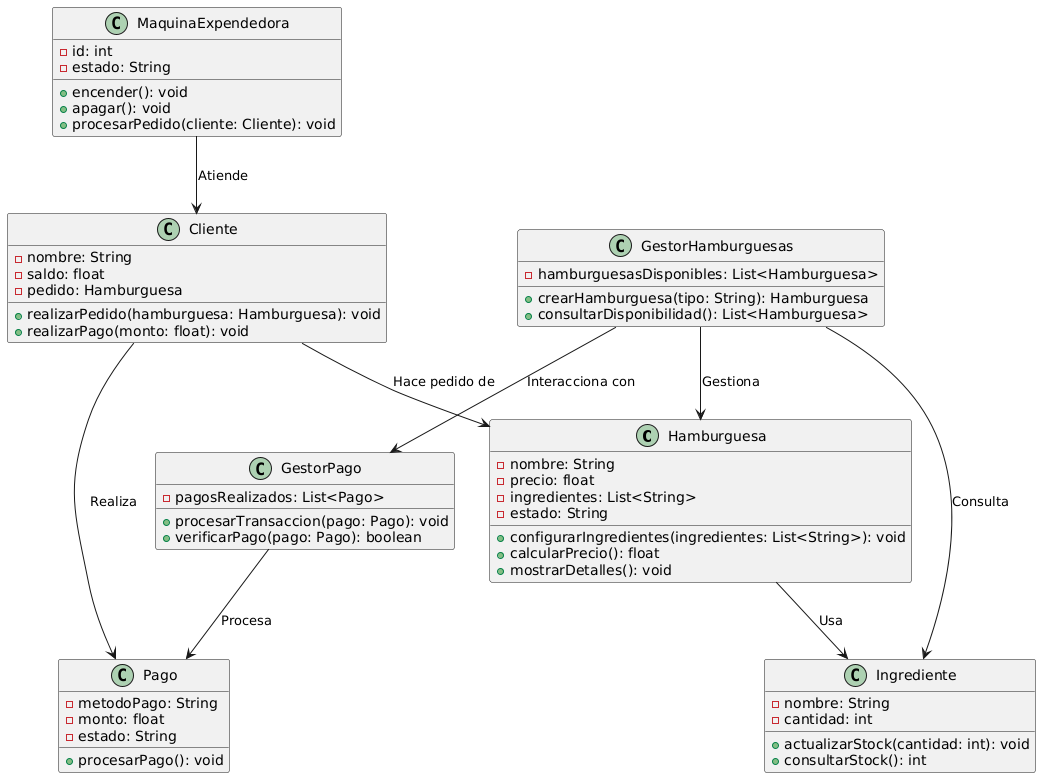 MaquinaExpendedora
id: int
estado: String
encender(): void
apagar(): void
procesarPedido(cliente: Cliente): void
Atiende
Cliente
nombre: String
saldo: float
pedido: Hamburguesa
realizarPedido(hamburguesa: Hamburguesa): void
realizarPago(monto: float): void
GestorHamburguesas
hamburguesasDisponibles: List<Hamburguesa>
crearHamburguesa(tipo: String): Hamburguesa
consultarDisponibilidad(): List<Hamburguesa>
Hace pedido de
Interacciona con
Gestiona
Realiza
GestorPago
pagosRealizados: List<Pago>
procesarTransaccion(pago: Pago): void
verificarPago(pago: Pago): boolean
Hamburguesa
nombre: String
precio: float
ingredientes: List<String>
estado: String
configurarIngredientes(ingredientes: List<String>): void
calcularPrecio(): float
mostrarDetalles(): void
Consulta
Procesa
Usa
Pago
metodoPago: String
monto: float
estado: String
procesarPago(): void
Ingrediente
nombre: String
cantidad: int
actualizarStock(cantidad: int): void
consultarStock(): int